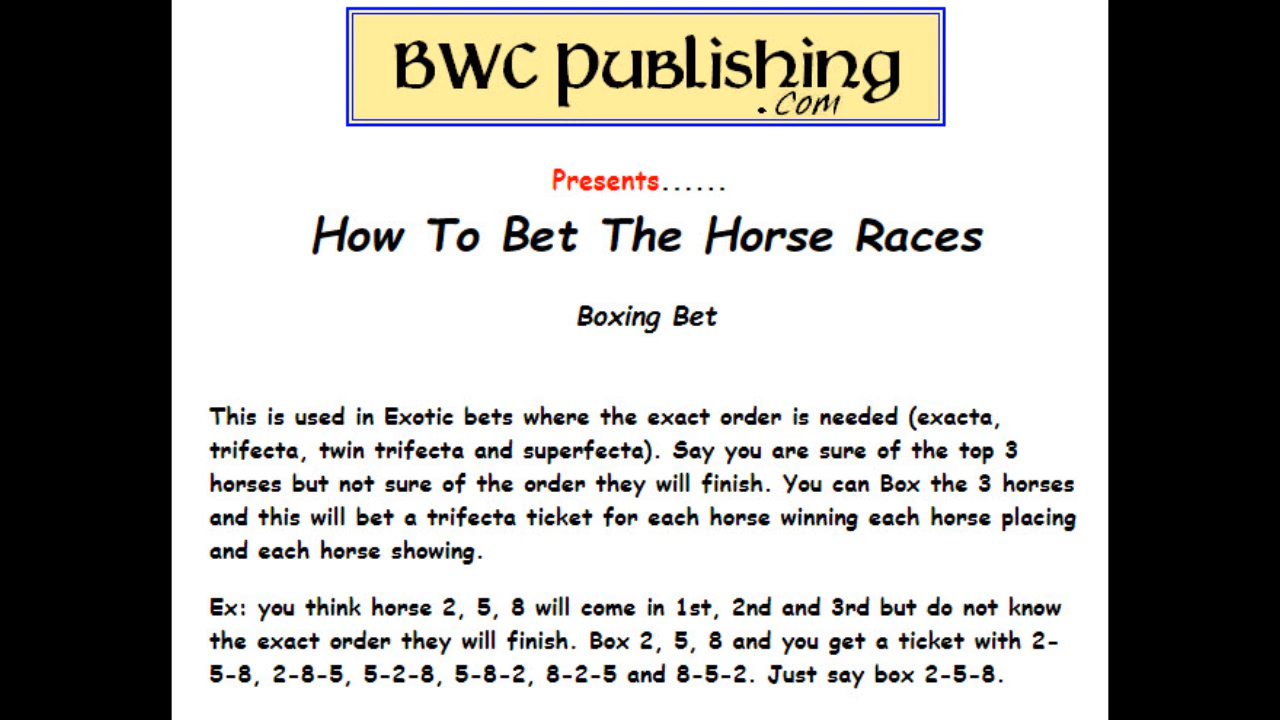 BWC Publishing
.com
Presents......
How To Bet The Horse Races
Boxing Bet
This is used in Exotic bets where the exact order is needed (exacta,
trifecta, twin trifecta and superfecta). Say you are sure of the top 3
horses but not sure of the order they will finish. You can Box the 3 horses
and this will bet a trifecta ticket for each horse winning each horse placing
and each horse showing.
Ex: you think horse 2, 5, 8 will come in 1st, 2nd and 3rd but do not know
the exact order they will finish. Box 2, 5, 8 and you get a ticket with 2-
5-8, 2-8-5, 5-2-8, 5-8-2, 8-2-5 and 8-5-2. Just say box 2-5-8.